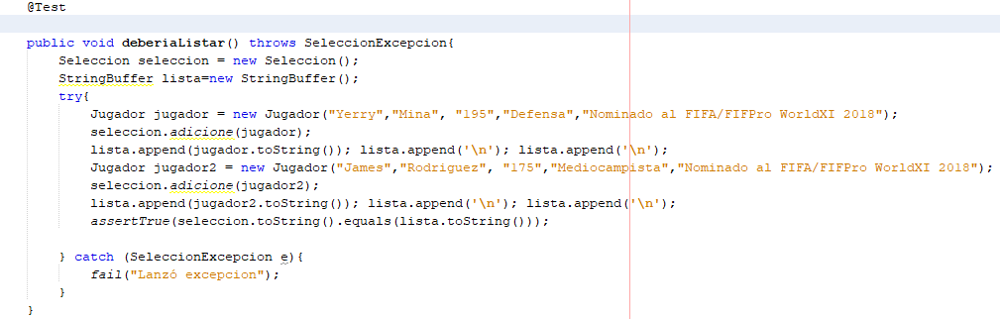 @Test
public void deberiaListar() throws SeleccionExcepcion{
Seleccion seleccion = new Seleccion();
StringBuffer lista=new StringBuffer();
try{
Jugador jugador = new Jugador("Yerry","Mina", "195","Defensa","Nominado al FIFA/FIFPro WorldXI 2018");
seleccion.adicione(jugador);
lista.append(jugador.toString()); lista.append('\n'); lista.append('\n');
Jugador jugador2 = new Jugador("James","Rodriguez", "175","Mediocampista","Nominado al FIFA/FIFPro WorldXI 2018");
seleccion.adicione(jugador2);
lista.append(jugador2.toString()); lista.append('\n'); lista.append('\n');
assertTrue(seleccion.toString().equals(lista.toString()));
} catch (SeleccionExcepcion e){
fail("Lanzó excepcion");
}
}